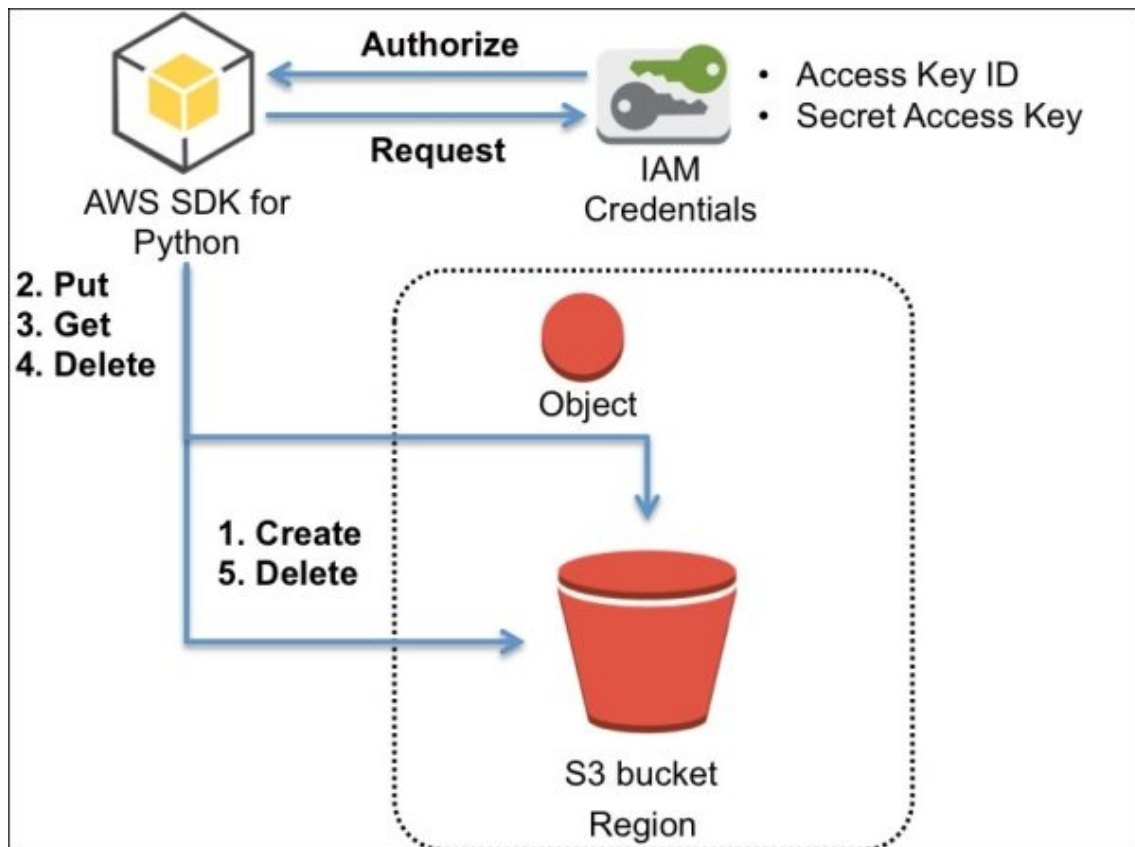 Authorize
Request
AWS SDK for
Python
IAM
Credentials
• Access Key ID
• Secret Access Key
2. Put
3. Get
4. Delete
Object
1. Create
5. Delete
S3 bucket
Region